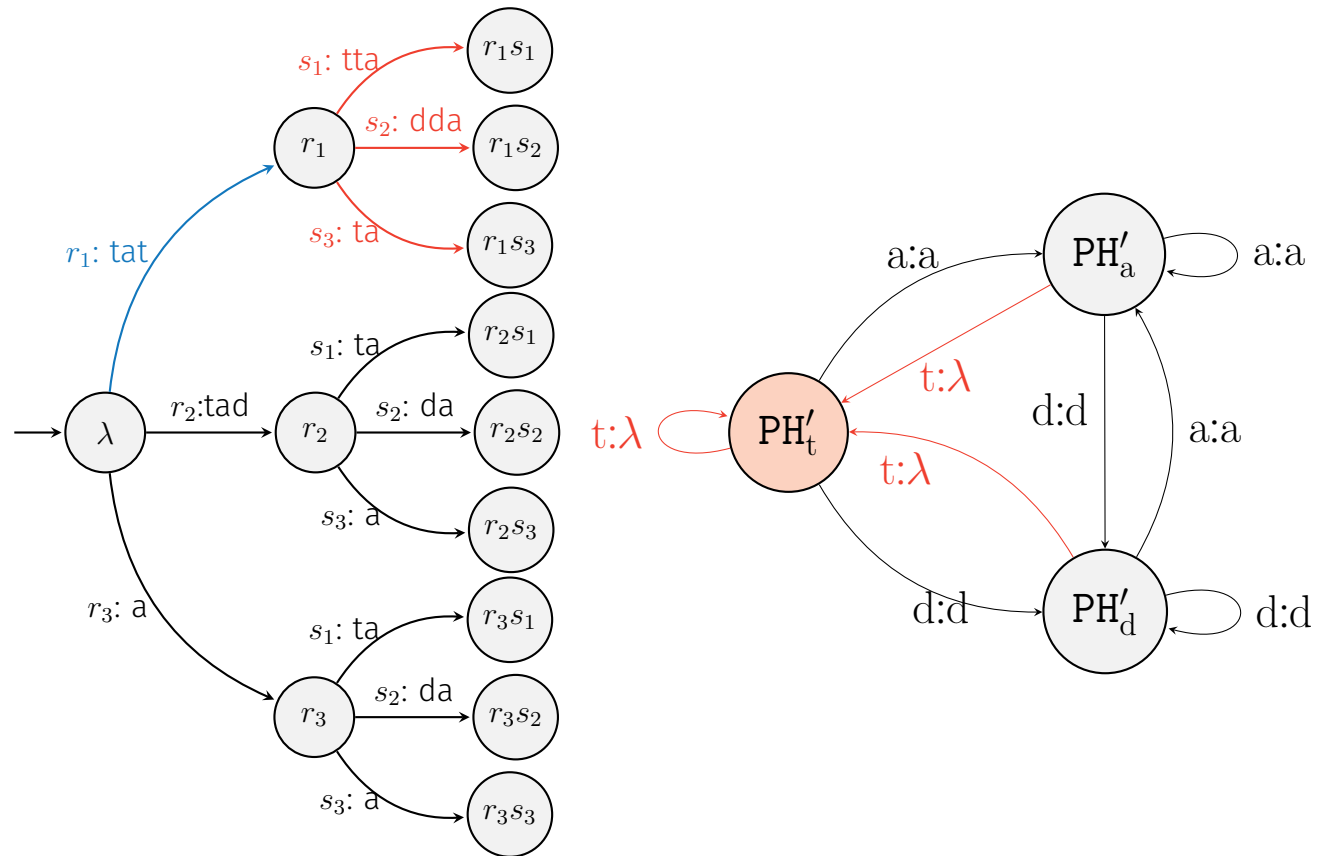 s₁: tta
r₁s₁
s₂: dda
r₁
r₁s₂
s₃: ta
r₁s₃
r₁: tat
s₁: ta
r₂s₁
λ
r₂:tad
r₂
s₂: da
r₂s₂
s₃: a
r₂s₃
r₃: a
s₁: ta
r₃s₁
r₃
s₂: da
r₃s₂
s₃: a
r₃s₃
a:a
PH′ₐ
a:a
t:λ
d:d
a:a
t:λ
PH′ₜ
t:λ
d:d
PH′d
d:d